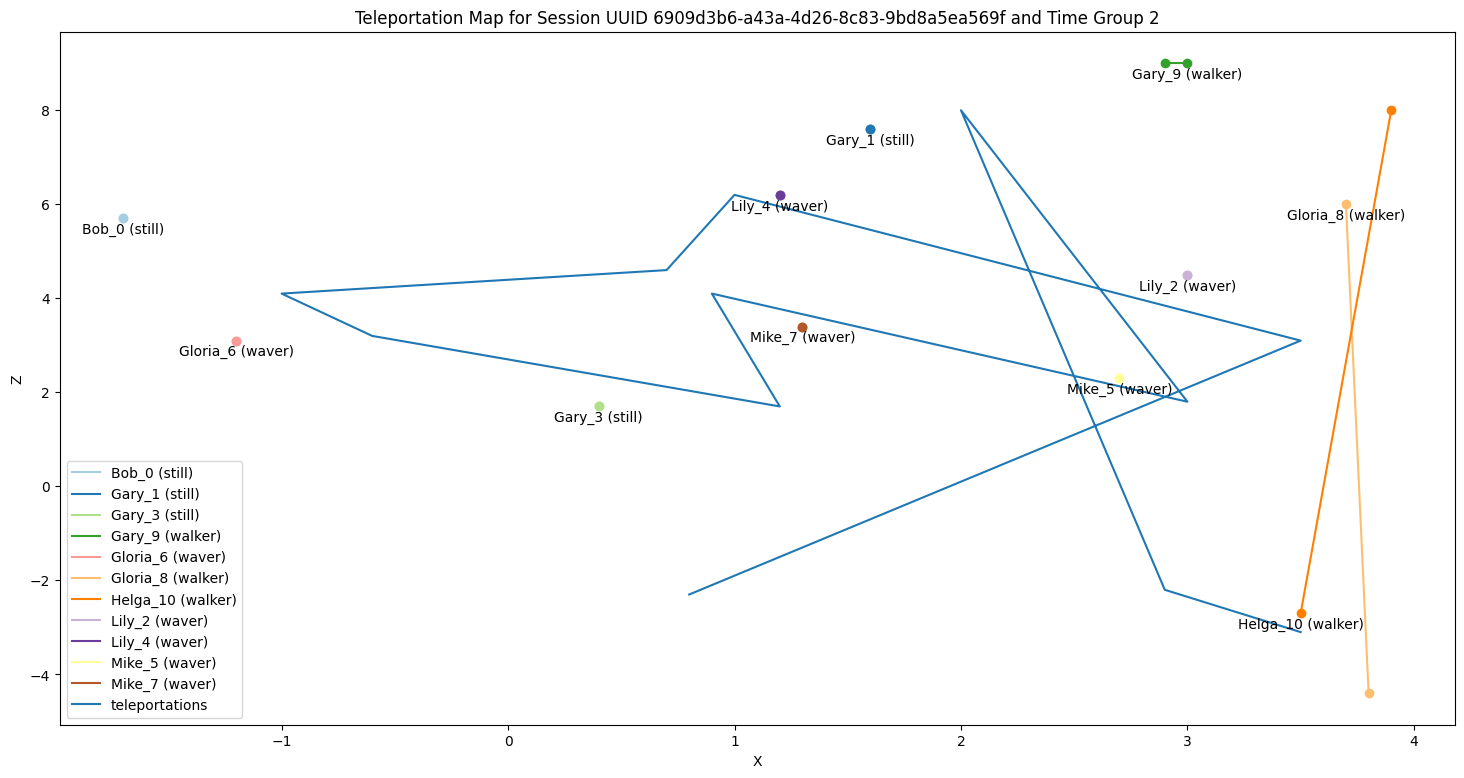 Teleportation Map for Session UUID 6909d3b6-a43a-4d26-8c83-9bd8a5ea569f and Time Group 2
Gary_9 (walker)
8
Gary_1 (still)
6
Lily_4 (waver)
Gloria_8 (walker)
Bob_0 (still)
Lily_2 (waver)
4
Mike_7 (waver)
Gloria_6 (waver)
Z
2
Mike_5 (waver)
Gary_3 (still)
0
−2
Helga_10 (walker)
−4
Bob_0 (still)
Gary_1 (still)
Gary_3 (still)
Gary_9 (walker)
Gloria_6 (waver)
Gloria_8 (walker)
Helga_10 (walker)
Lily_2 (waver)
Lily_4 (waver)
Mike_5 (waver)
Mike_7 (waver)
teleportations
−1 0 1 2 3 4
X